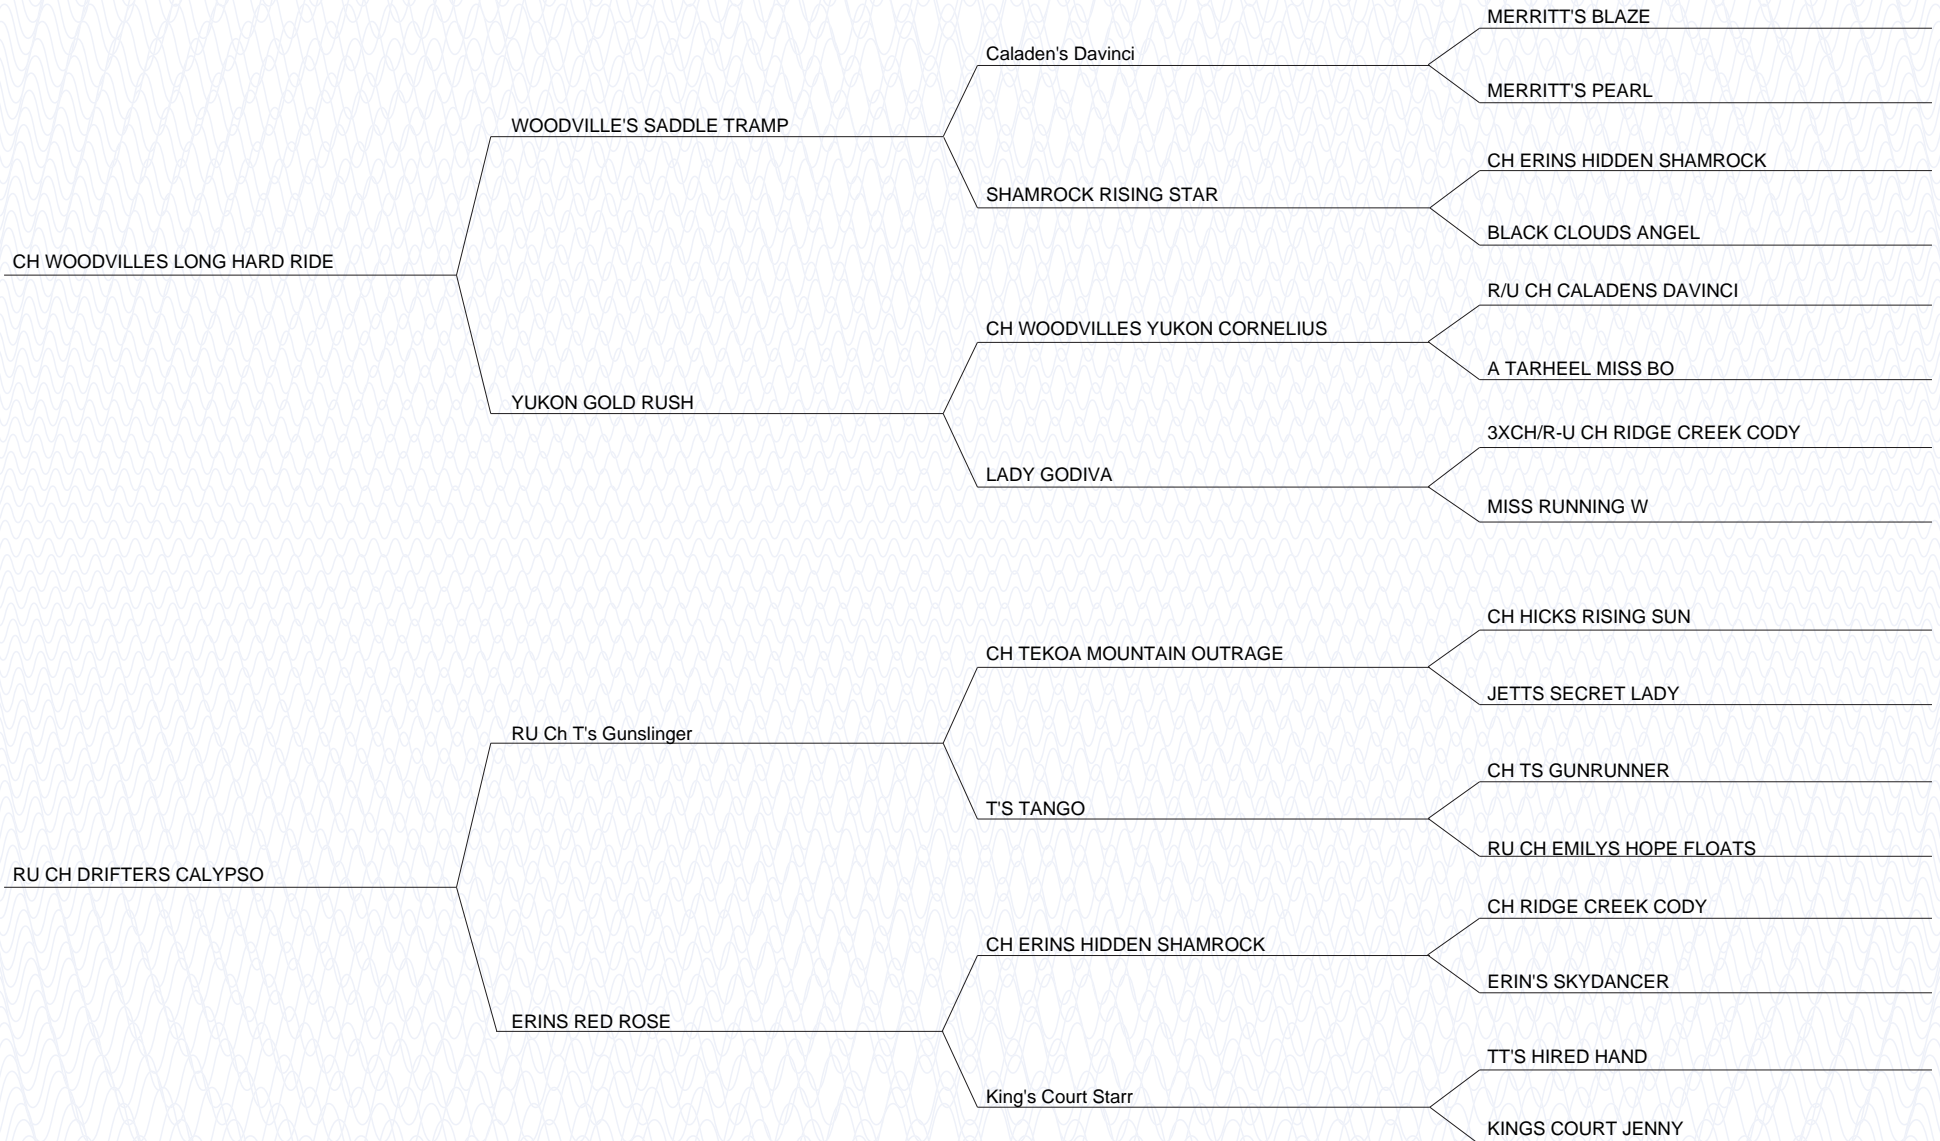 MERRITT'S BLAZE
Caladen's Davinci
MERRITT'S PEARL
WOODVILLE'S SADDLE TRAMP
CH ERINS HIDDEN SHAMROCK
SHAMROCK RISING STAR
BLACK CLOUDS ANGEL
CH WOODVILLES LONG HARD RIDE
R/U CH CALADENS DAVINCI
CH WOODVILLES YUKON CORNELIUS
A TARHEEL MISS BO
YUKON GOLD RUSH
3XCH/R-U CH RIDGE CREEK CODY
LADY GODIVA
MISS RUNNING W
CH HICKS RISING SUN
CH TEKOA MOUNTAIN OUTRAGE
JETTS SECRET LADY
RU Ch T's Gunslinger
CH TS GUNRUNNER
T'S TANGO
RU CH EMILYS HOPE FLOATS
RU CH DRIFTERS CALYPSO
CH RIDGE CREEK CODY
CH ERINS HIDDEN SHAMROCK
ERIN'S SKYDANCER
ERINS RED ROSE
TT'S HIRED HAND
King's Court Starr
KINGS COURT JENNY